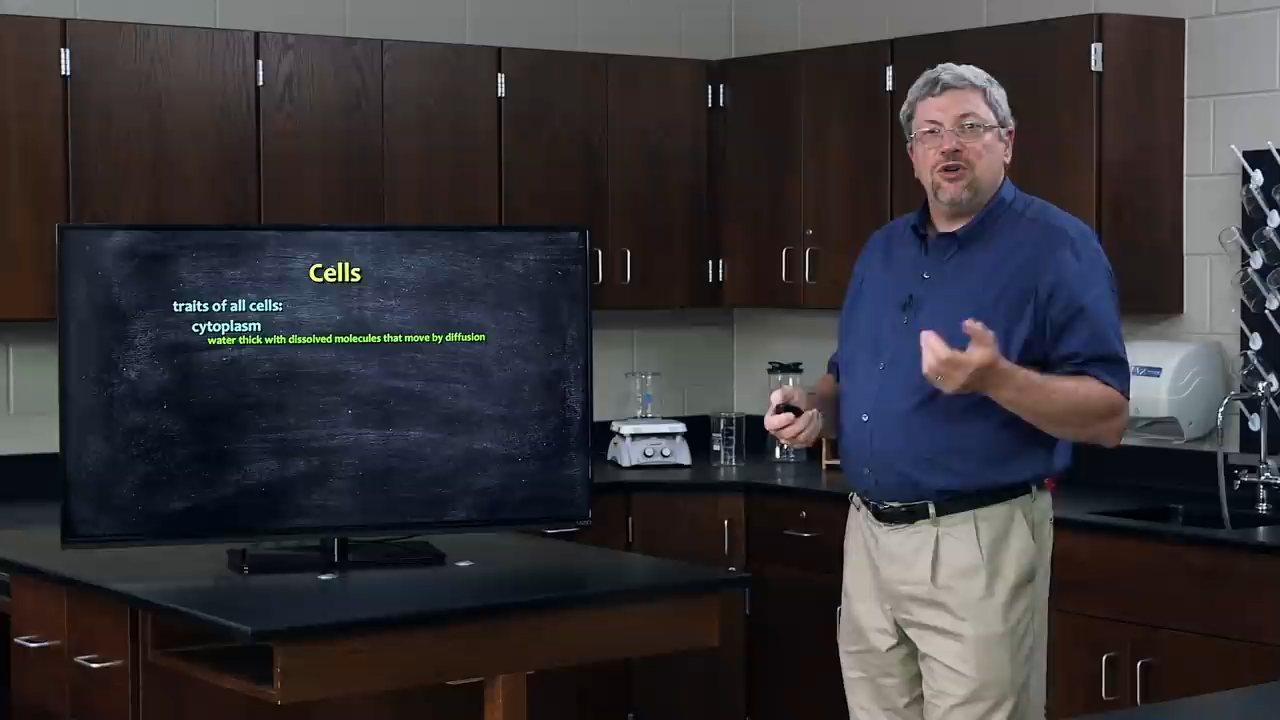 Cells
traits of all cells:
cytoplasm
water thick with dissolved molecules that move by diffusion